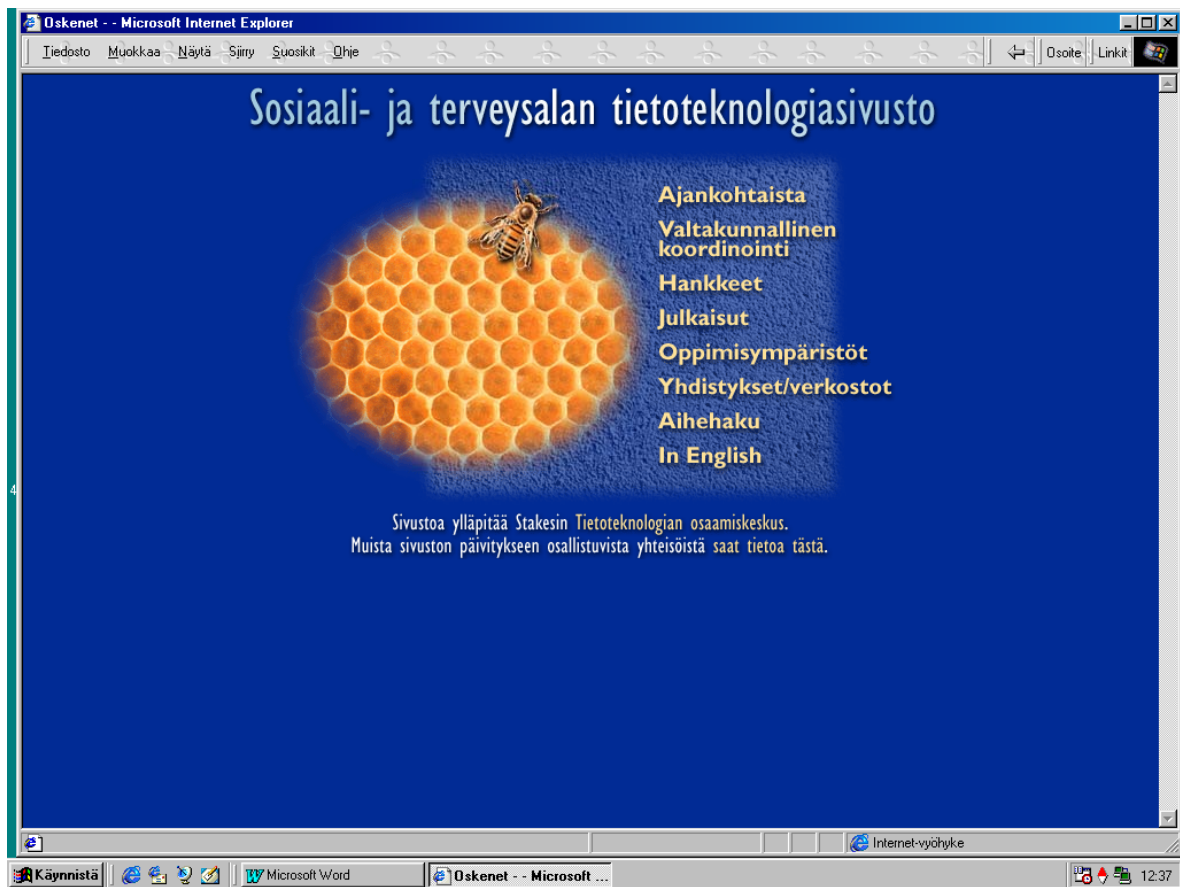 Oskenet - - Microsoft Internet Explorer
Tiedosto Muokkaa Näytä Siirry Suosikit Ohje Osoite Linkit
Sosiaali- ja terveysalan tietoteknologiasivusto
Ajankohtaista
Valtakunnallinen
koordinointi
Hankkeet
Julkaisut
Oppimisympäristöt
Yhdistykset/verkostot
Aihehaku
In English
4
Sivustoa ylläpitää Stakesin Tietoteknologian osaamiskeskus.
Muista sivuston päivitykseen osallistuvista yhteisöistä saat tietoa tästä.
Internet-vyöhyke
Käynnistä Microsoft Word Oskenet - - Microsoft ... 12:37